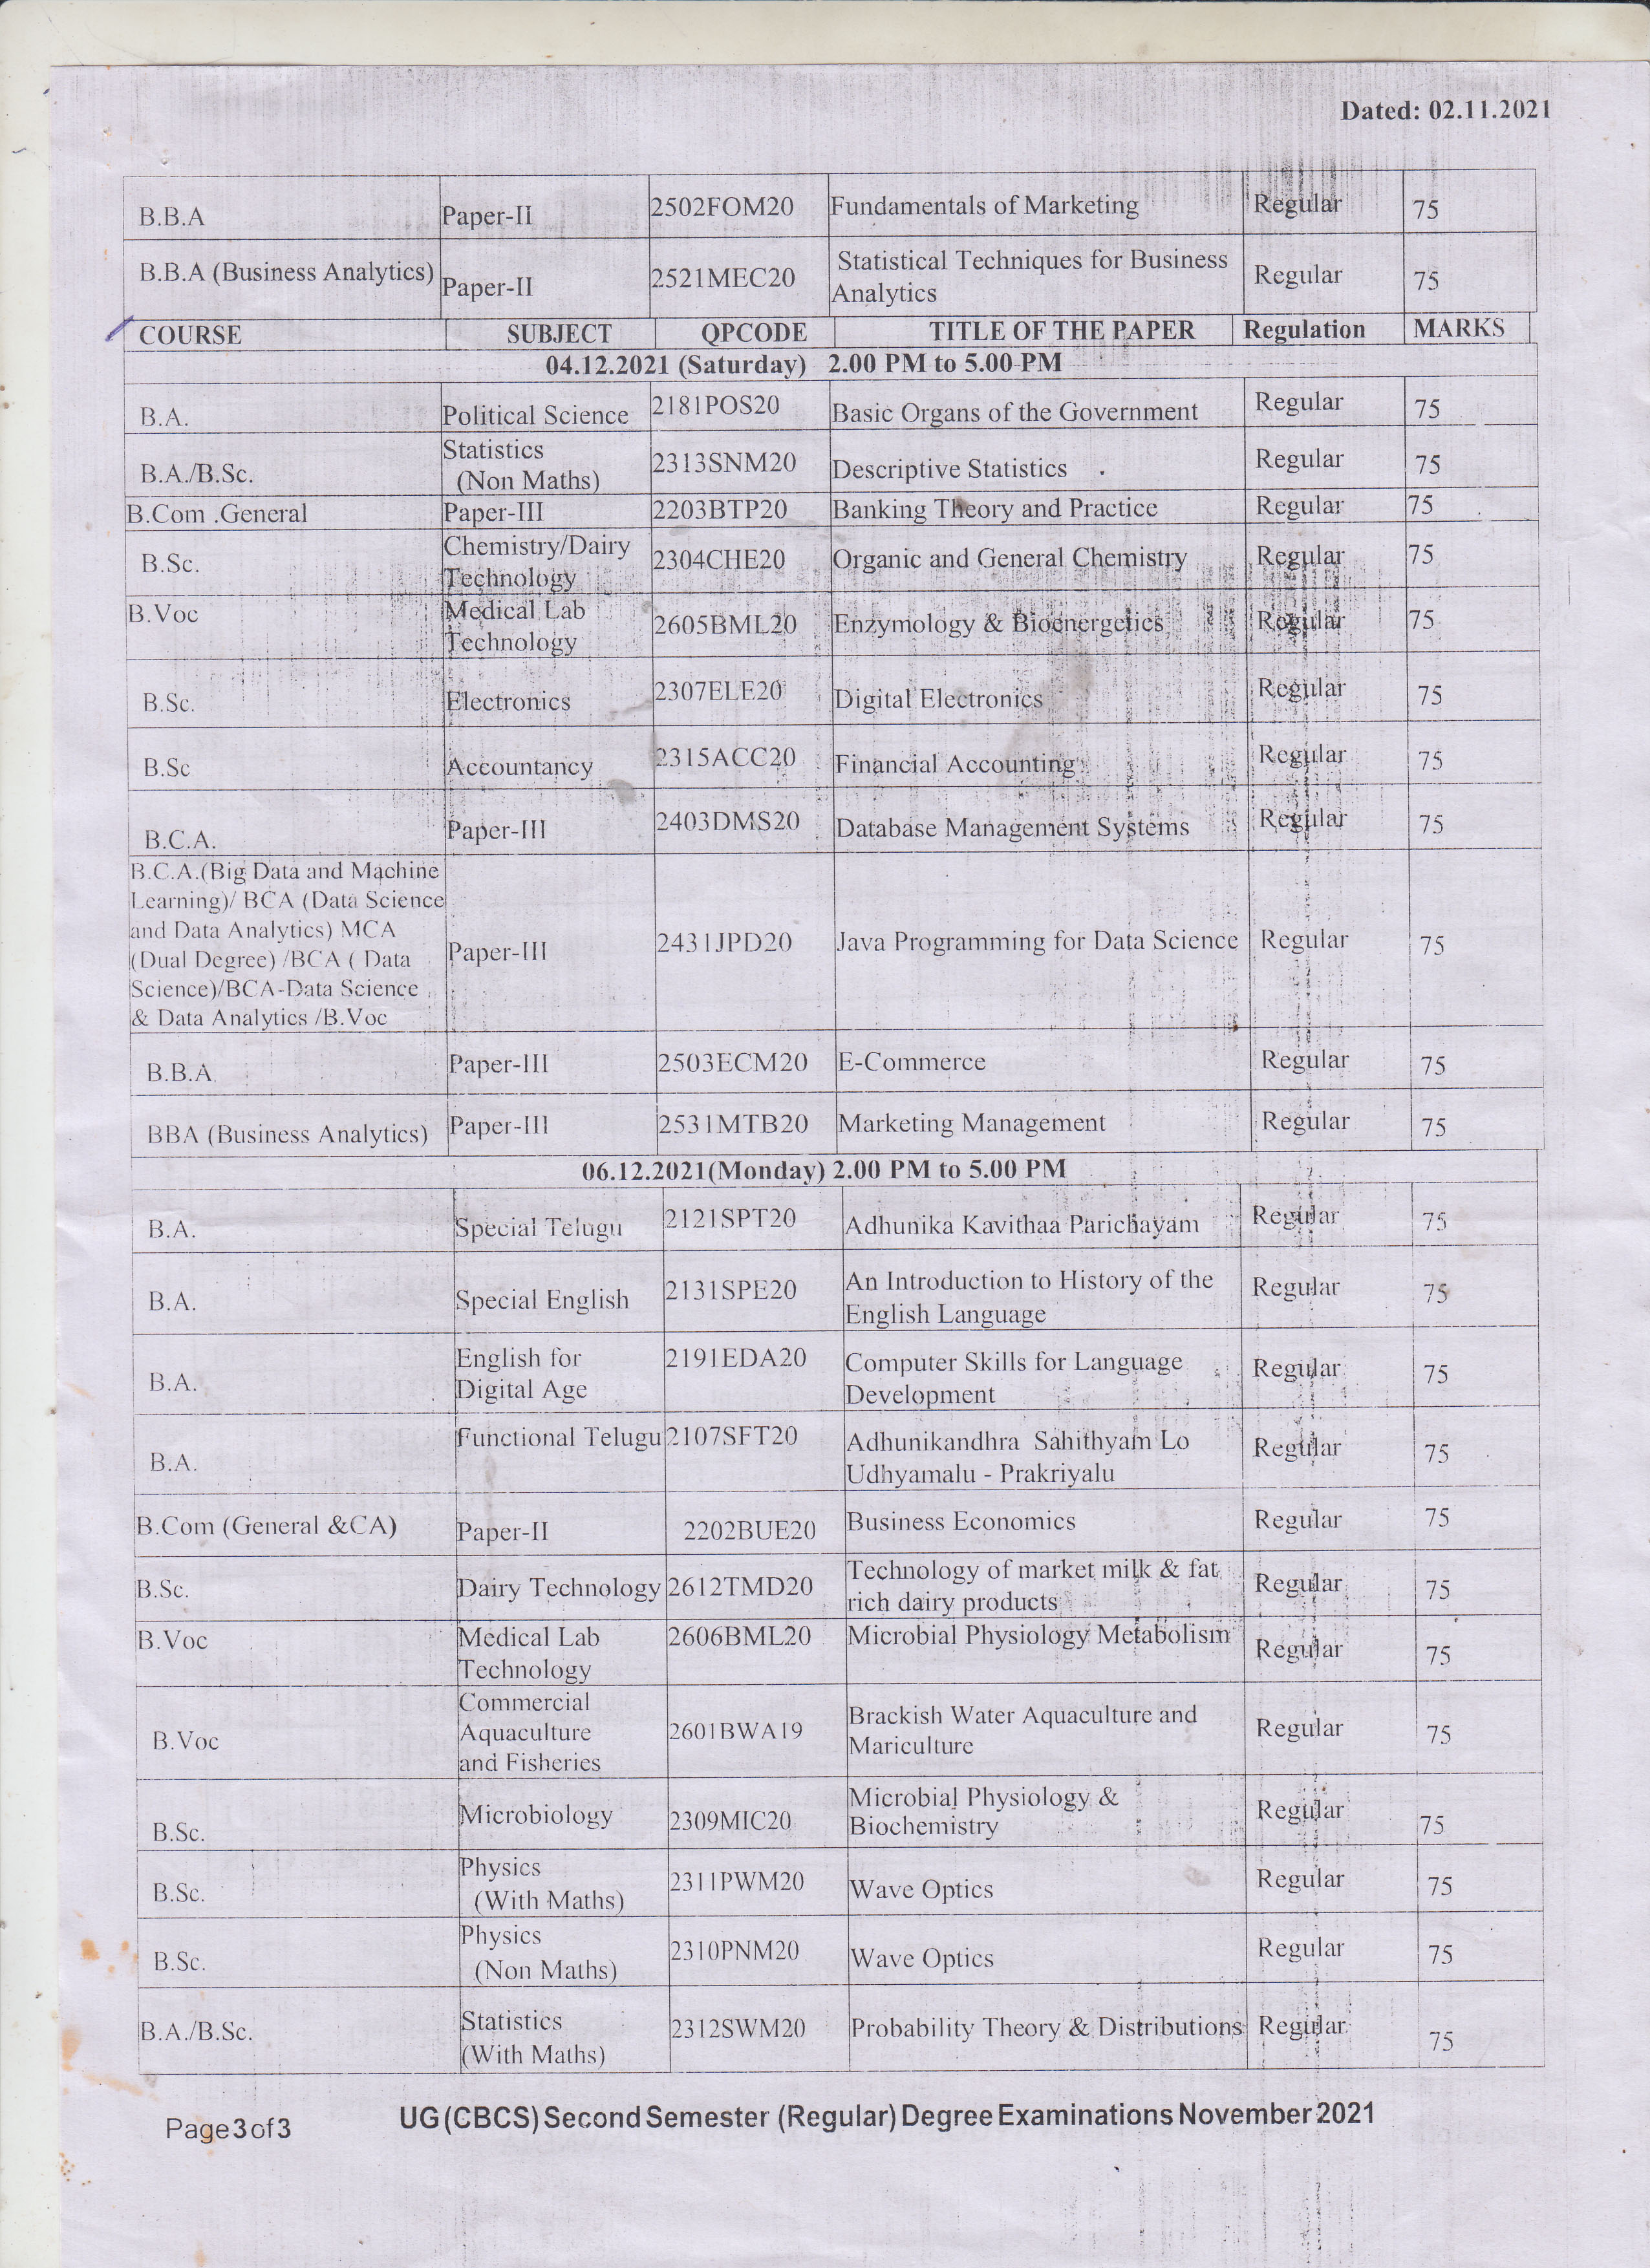 Dated: 02.11.2021
B.B.A Paper-II 2502FOM20 Fundamentals of Marketing Regular 75
B.B.A (Business Analytics) Paper-II 2521MEC20 Statistical Techniques for Business Regular 75
Analytics
COURSE SUBJECT QPCODE TITLE OF THE PAPER Regulation MARKS
04.12.2021 (Saturday) 2.00 PM to 5.00 PM
B.A. Political Science 2181POS20 Basic Organs of the Government Regular 75
Statistics
B.A./B.Sc. (Non Maths) 2313SNM20 Descriptive Statistics Regular 75
B.Com .General Paper-III 2203BTP20 Banking Theory and Practice Regular 75
Chemistry/Dairy
B.Sc. Technology 2304CHE20 Organic and General Chemistry Regular 75
B.Voc Medical Lab
Technology 2605BML20 Enzymology & Bioenergetics Regular 75
B.Sc. Electronics 2307ELE20 Digital Electronics Regular 75
B.Sc Accountancy 2315ACC20 Financial Accounting Regular 75
B.C.A. Paper-III 2403DMS20 Database Management Systems Regular 75
B.C.A.(Big Data and Machine
Learning)/ BCA (Data Science
and Data Analytics) MCA
(Dual Degree) /BCA ( Data Paper-III 2431JPD20 Java Programming for Data Science Regular 75
Science)/BCA-Data Science
& Data Analytics /B.Voc
B.B.A Paper-III 2503ECM20 E-Commerce Regular 75
BBA (Business Analytics) Paper-III 2531MTB20 Marketing Management Regular 75
06.12.2021(Monday) 2.00 PM to 5.00 PM
B.A. Special Telugu 2121SPT20 Adhunika Kavithaa Parichayam Regular 75
B.A. Special English 2131SPE20 An Introduction to History of the Regular 75
English Language
English for 2191EDA20 Computer Skills for Language Regular 75
B.A. Digital Age Development
Functional Telugu 2107SFT20 Adhunikandhra Sahithyam Lo Regular 75
B.A. Udhyamalu - Prakriyalu
B.Com (General &CA) Paper-II 2202BUE20 Business Economics Regular 75
Technology of market milk & fat
B.Sc. Dairy Technology 2612TMD20 rich dairy products Regular 75
B.Voc Medical Lab 2606BML20 Microbial Physiology Metabolism Regular 75
Technology
Commercial
B.Voc Aquaculture 2601BWA19 Brackish Water Aquaculture and Regular 75
and Fisheries Mariculture
Microbial Physiology &
B.Sc. Microbiology 2309MIC20 Biochemistry Regular 75
Physics
B.Sc. (With Maths) 2311PWM20 Wave Optics Regular 75
Physics
B.Sc. (Non Maths) 2310PNM20 Wave Optics Regular 75
B.A./B.Sc. Statistics 2312SWM20 Probability Theory & Distributions Regular 75
(With Maths)
Page 3 of 3 UG (CBCS) Second Semester (Regular) Degree Examinations November 2021